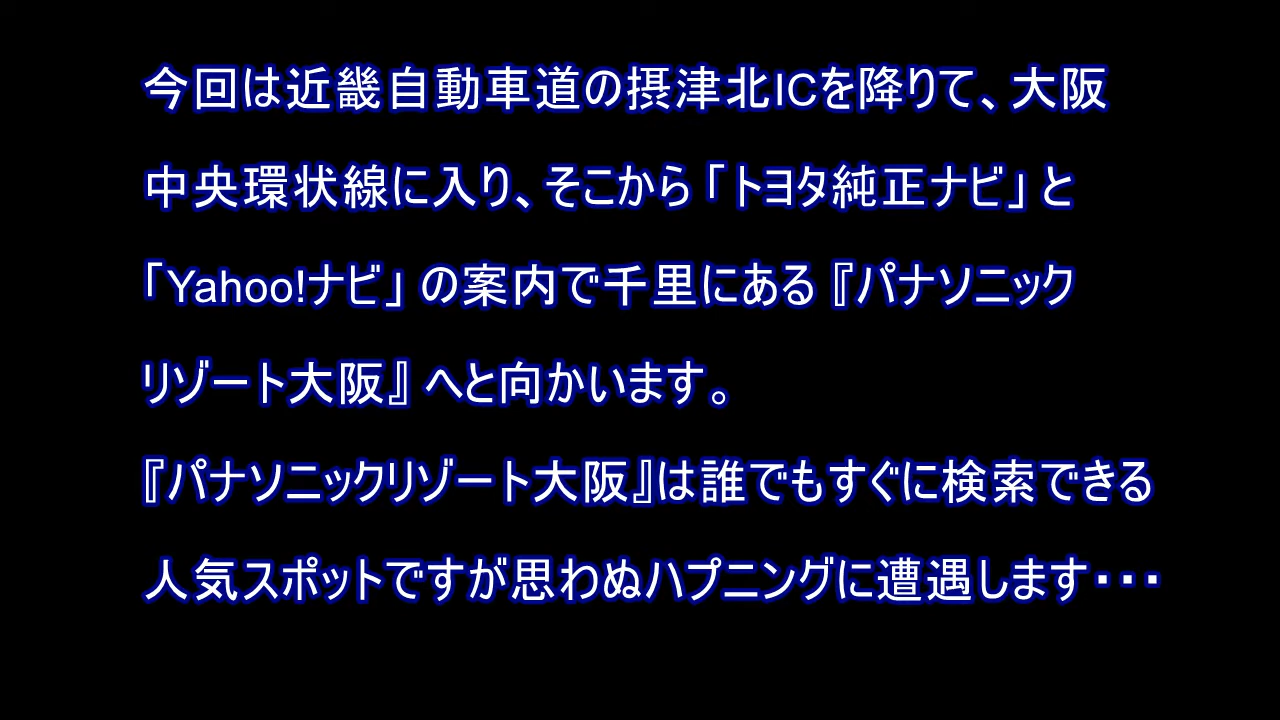 今回は近畿自動車道の摂津北ICを降りて、大阪
中央環状線に入り、そこから「トヨタ純正ナビ」と
「Yahoo!ナビ」の案内で千里にある『パナソニック
リゾート大阪』へと向かいます。
『パナソニックリゾート大阪』は誰でもすぐに検索できる
人気スポットですが思わぬハプニングに遭遇します・・・